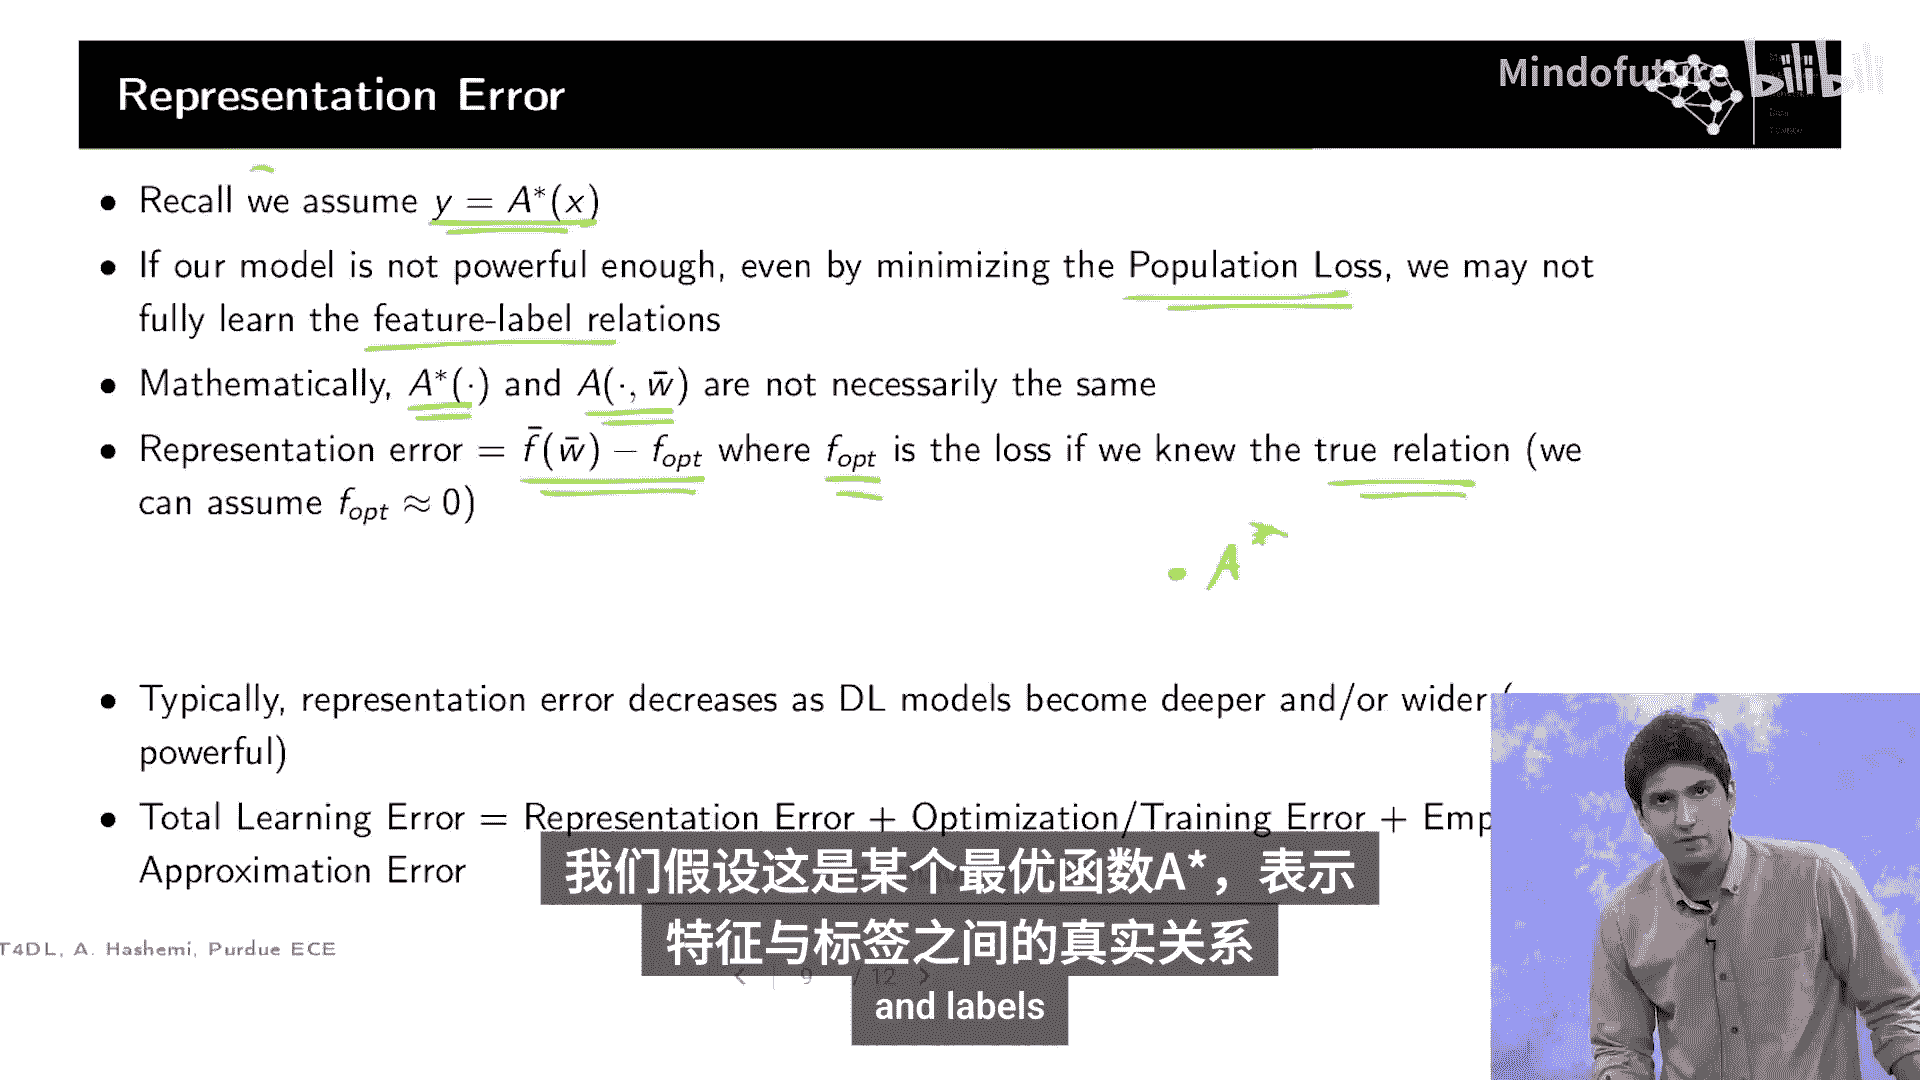 Representation Error
Mindofuture
bilibili
• Recall we assume y = A*(x)
• If our model is not powerful enough, even by minimizing the Population Loss, we may not
fully learn the feature-label relations
• Mathematically, A*(·) and A(·, w̄) are not necessarily the same
• Representation error = f̄(w̄) − f_opt where f_opt is the loss if we knew the true relation (we
can assume f_opt ≈ 0)
• A*
• Typically, representation error decreases as DL models become deeper and/or wider (
powerful)
• Total Learning Error = Representation Error + Optimization/Training Error + Emp
Approximation Error
我们假设这是某个最优函数A*，表示
特征与标签之间的真实关系
and labels
T4DL, A. Hashemi, Purdue ECE
9 / 12